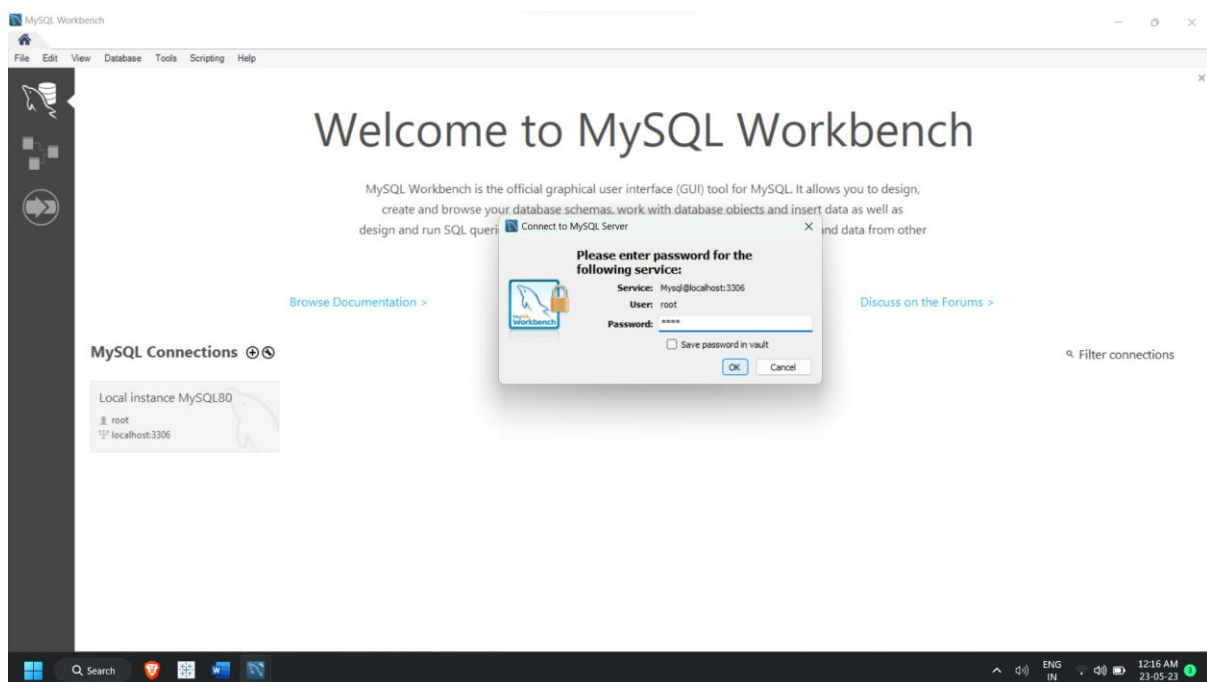 MySQL Workbench
File Edit View Database Tools Scripting Help
Welcome to MySQL Workbench
MySQL Workbench is the official graphical user interface (GUI) tool for MySQL. It allows you to design,
create and browse your database schemas, work with database objects and insert data as well as
design and run SQL queri
nd data from other
Connect to MySQL Server
Please enter password for the
following service:
Service: Mysql@localhost:3306
User: root
Password: ****
Save password in vault
OK Cancel
Workbench
Browse Documentation >
Discuss on the Forums >
MySQL Connections
Filter connections
Local instance MySQL80
root
localhost:3306
Search
ENG
IN
12:16 AM
23-05-23
3